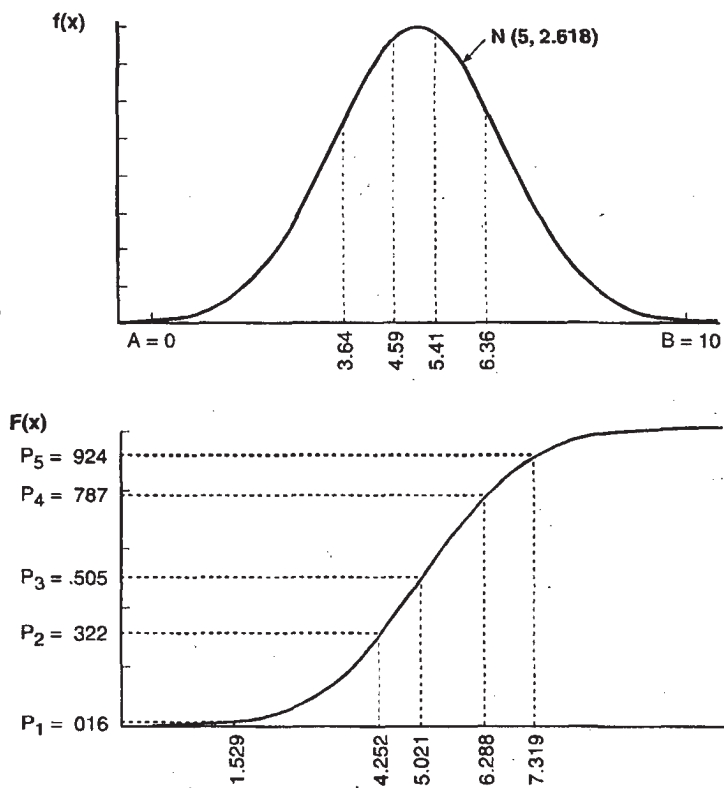 f(x)
N (5, 2.618)
A = 0
3.64
4.59
5.41
6.36
B = 10
F(x)
P5 = 924
P4 = 787
P3 = .505
P2 = 322
P1 = 016
1.529
4.252
5.021
6.288
7.319